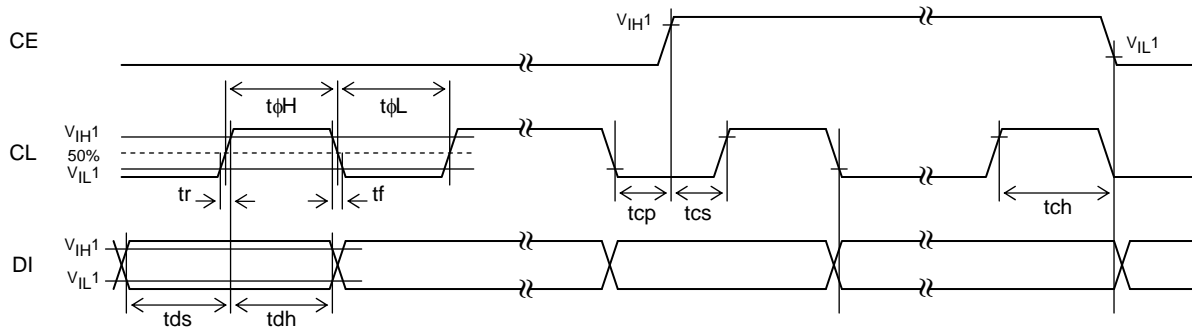 CE
VIH1
VIL1
tϕH
tϕL
VIH1
CL
50%
VIL1
tr
tf
tcp
tcs
tch
VIH1
DI
VIL1
tds
tdh